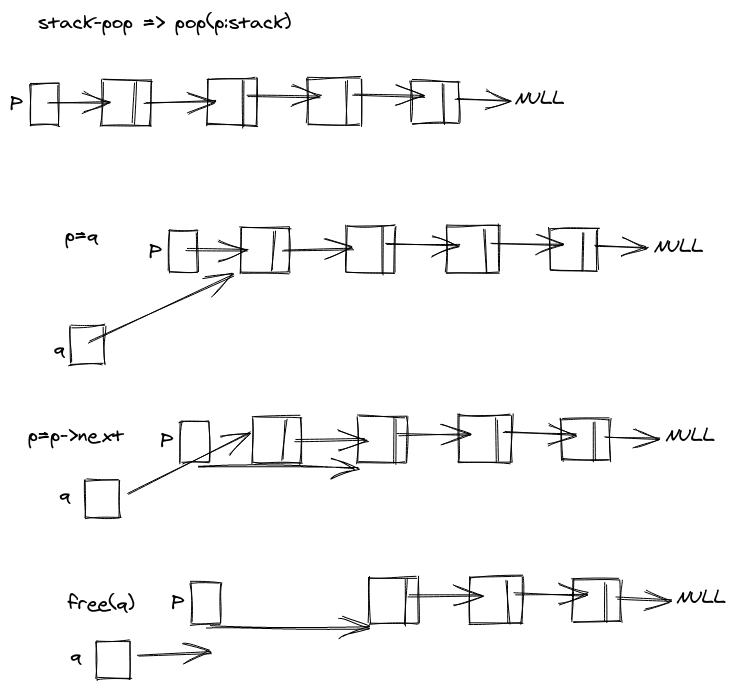 stack-pop => pop(p:stack)
P NULL
p=a
P NULL
a
p=p->next P NULL
a
free(a) P NULL
a